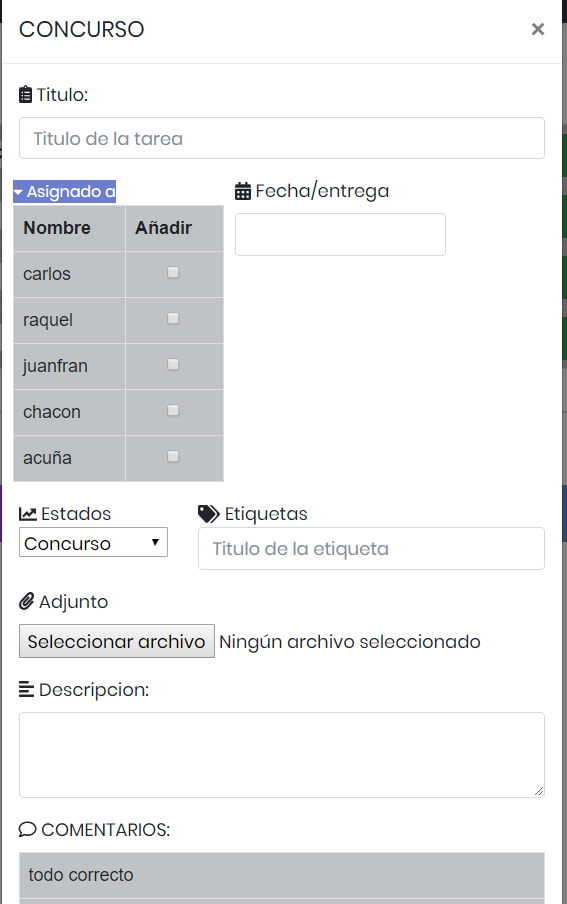 CONCURSO ×
Titulo:
Titulo de la tarea
Asignado a
Fecha/entrega
Nombre Añadir
carlos
raquel
juanfran
chacon
acuña
Estados
Etiquetas
Concurso
Titulo de la etiqueta
Adjunto
Seleccionar archivo Ningún archivo seleccionado
Descripcion:
COMENTARIOS:
todo correcto